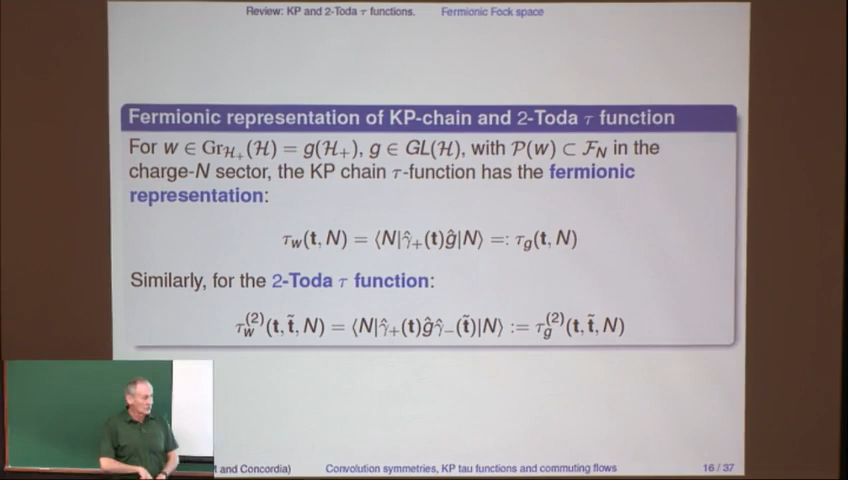 Review: KP and 2-Toda τ functions. Fermionic Fock space
Fermionic representation of KP-chain and 2-Toda τ function
For w ∈ Gr_{ℋ₊}(ℋ) = g(ℋ₊), g ∈ GL(ℋ), with 𝒫(w) ⊂ ℱ_N in the
charge-N sector, the KP chain τ-function has the fermionic
representation:
τ_w(t, N) = ⟨N|γ̂₊(t)ĝ|N⟩ =: τ_g(t, N)
Similarly, for the 2-Toda τ function:
τ_w^{(2)}(t, t̃, N) = ⟨N|γ̂₊(t)ĝγ̂₋(t̃)|N⟩ := τ_g^{(2)}(t, t̃, N)
and Concordia) Convolution symmetries, KP tau functions and commuting flows 16 / 37